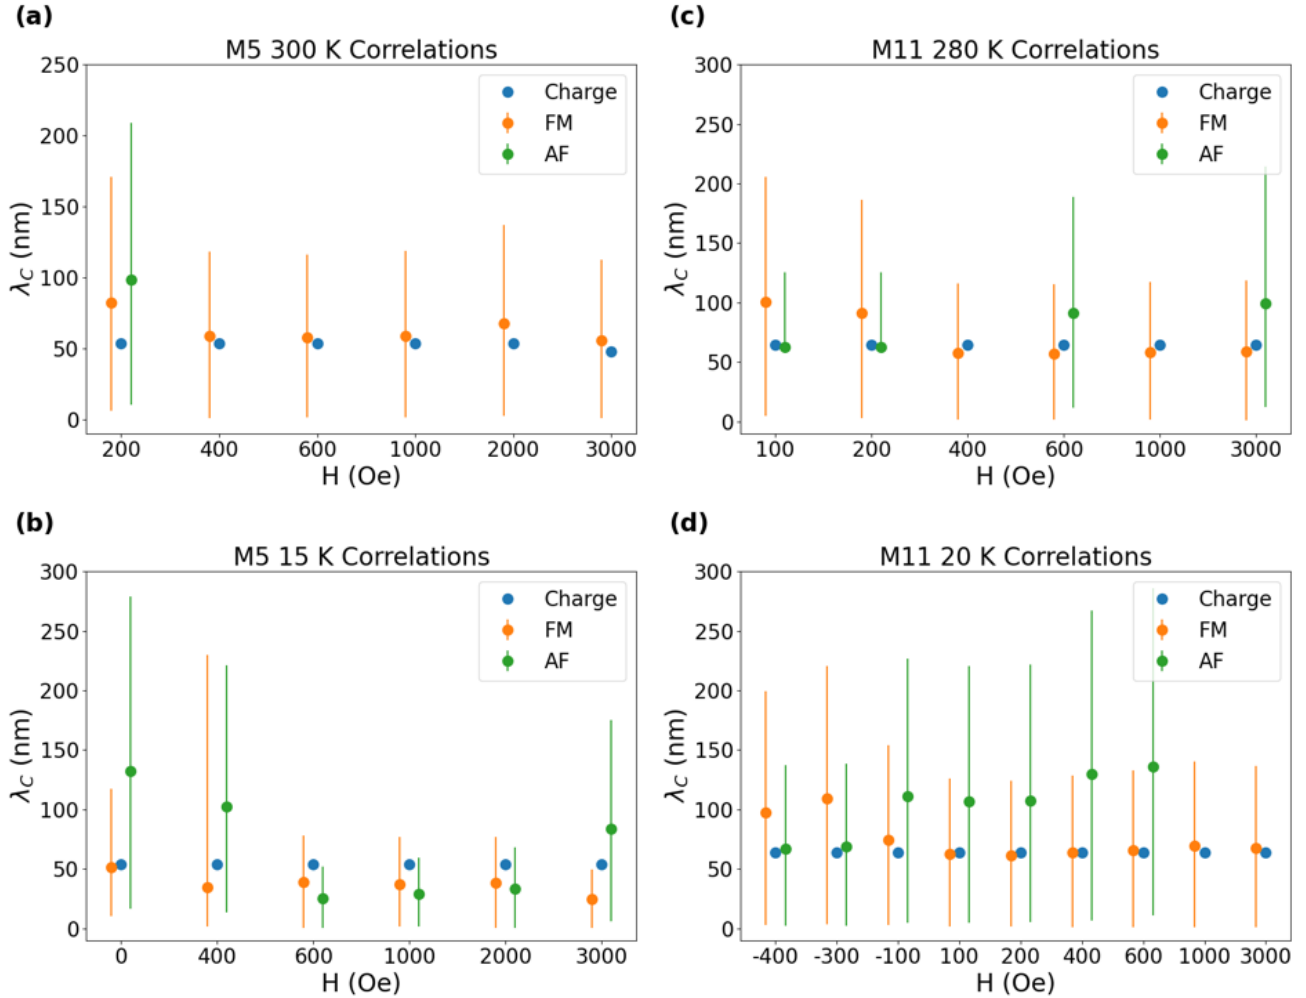 (a)
M5 300 K Correlations
250
200
150
100
50
0
λC (nm)
Charge
FM
AF
200 400 600 1000 2000 3000
H (Oe)
(c)
M11 280 K Correlations
300
250
200
150
100
50
0
λC (nm)
Charge
FM
AF
100 200 400 600 1000 3000
H (Oe)
(b)
M5 15 K Correlations
300
250
200
150
100
50
0
λC (nm)
Charge
FM
AF
0 400 600 1000 2000 3000
H (Oe)
(d)
M11 20 K Correlations
300
250
200
150
100
50
0
λC (nm)
Charge
FM
AF
-400 -300 -100 100 200 400 600 1000 3000
H (Oe)